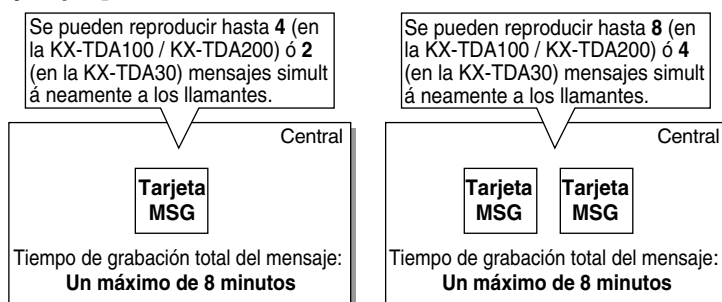 Se pueden reproducir hasta 4 (en
la KX-TDA100 / KX-TDA200) ó 2
(en la KX-TDA30) mensajes simult
á neamente a los llamantes.
Central
Tarjeta
MSG
Tiempo de grabación total del mensaje:
Un máximo de 8 minutos
Se pueden reproducir hasta 8 (en
la KX-TDA100 / KX-TDA200) ó 4
(en la KX-TDA30) mensajes simult
á neamente a los llamantes.
Central
Tarjeta
MSG
Tarjeta
MSG
Tiempo de grabación total del mensaje:
Un máximo de 8 minutos